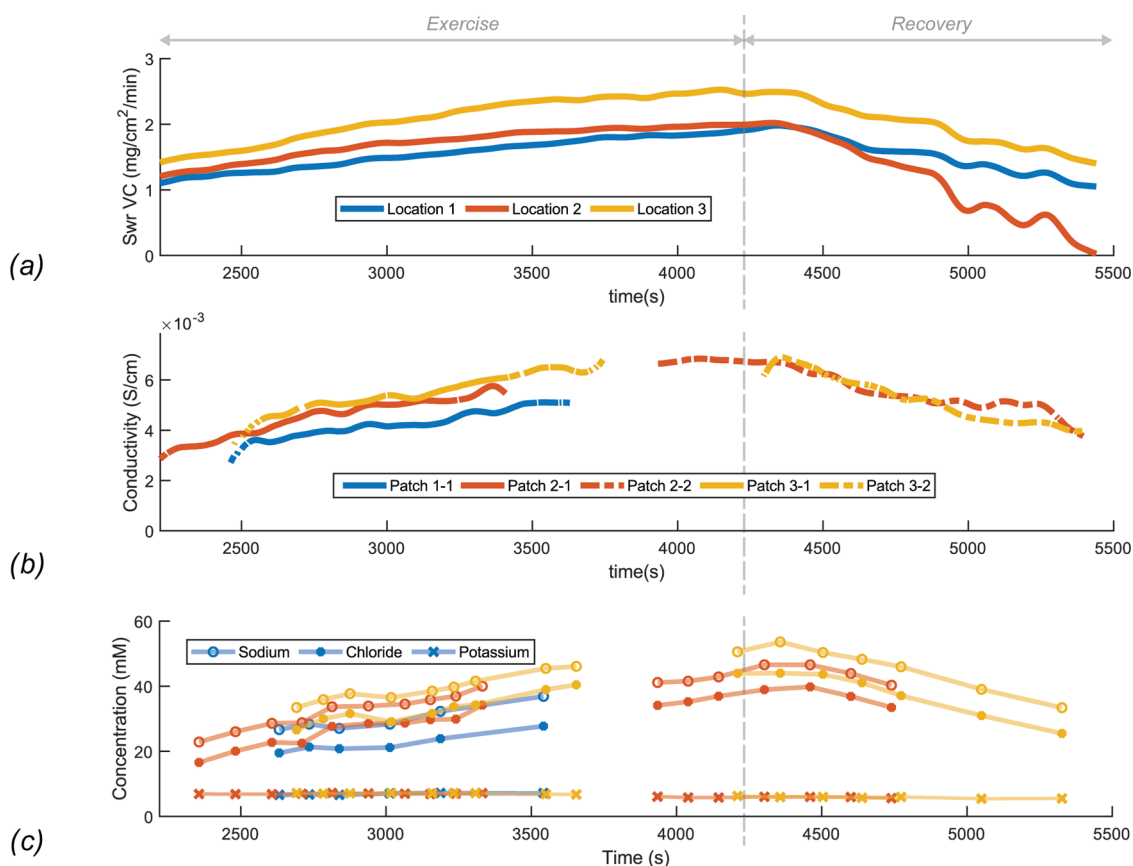 Exercise Recovery
3
2
1
0
Swr VC (mg/cm²/min)
Location 1 Location 2 Location 3
2500 3000 3500 4000 4500 5000 5500
time(s)
(a)
×10⁻³
6
4
2
0
Conductivity (S/cm)
Patch 1-1 Patch 2-1 Patch 2-2 Patch 3-1 Patch 3-2
2500 3000 3500 4000 4500 5000 5500
time(s)
(b)
60
40
20
0
Concentration (mM)
Sodium Chloride Potassium
2500 3000 3500 4000 4500 5000 5500
Time (s)
(c)